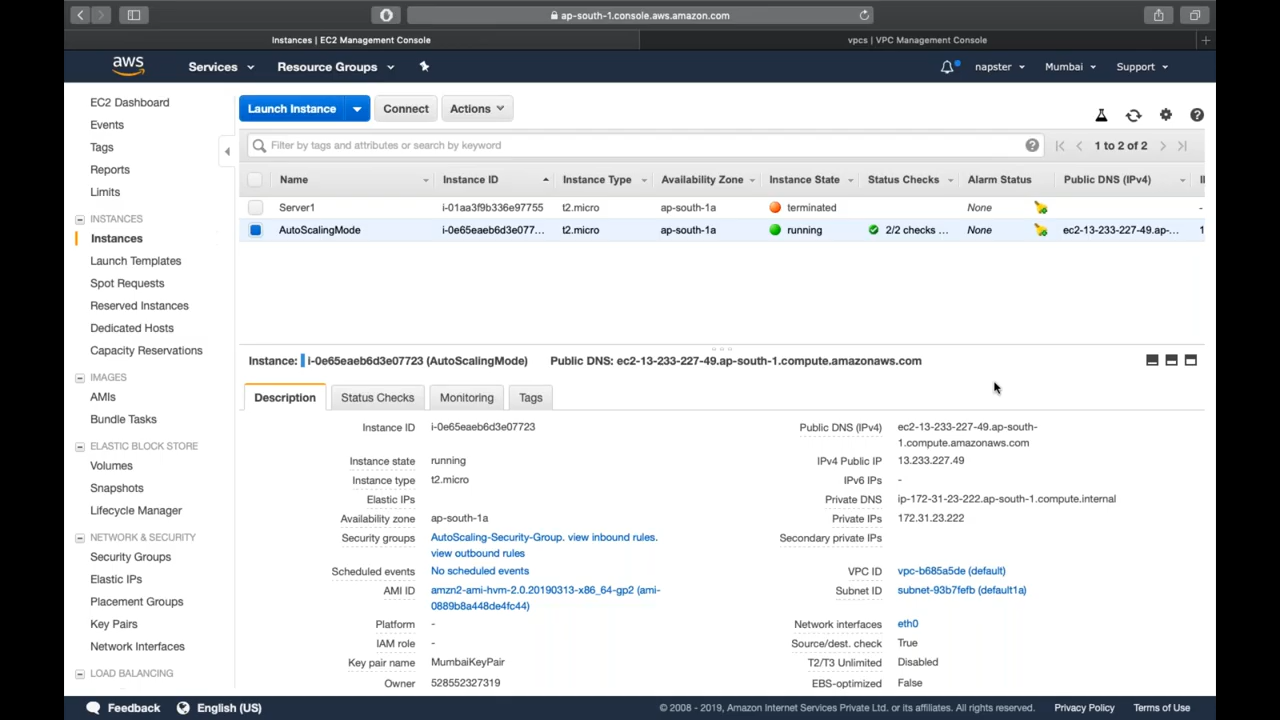 ap-south-1.console.aws.amazon.com
Instances | EC2 Management Console
vpcs | VPC Management Console
aws
Services
Resource Groups
napster
Mumbai
Support
EC2 Dashboard
Events
Tags
Reports
Limits
INSTANCES
Instances
Launch Templates
Spot Requests
Reserved Instances
Dedicated Hosts
Capacity Reservations
IMAGES
AMIs
Bundle Tasks
ELASTIC BLOCK STORE
Volumes
Snapshots
Lifecycle Manager
NETWORK & SECURITY
Security Groups
Elastic IPs
Placement Groups
Key Pairs
Network Interfaces
LOAD BALANCING
Launch Instance
Connect
Actions
Filter by tags and attributes or search by keyword
1 to 2 of 2
Name Instance ID Instance Type Availability Zone Instance State Status Checks Alarm Status Public DNS (IPv4)
Server1 i-01aa3f9b336e97755 t2.micro ap-south-1a terminated None -
AutoScalingMode i-0e65eaeb6d3e077... t2.micro ap-south-1a running 2/2 checks ... None ec2-13-233-227-49.ap-... 1
Instance: i-0e65eaeb6d3e07723 (AutoScalingMode) Public DNS: ec2-13-233-227-49.ap-south-1.compute.amazonaws.com
Description
Status Checks
Monitoring
Tags
Instance ID i-0e65eaeb6d3e07723
Instance state running
Instance type t2.micro
Elastic IPs
Availability zone ap-south-1a
Security groups AutoScaling-Security-Group. view inbound rules.
view outbound rules
Scheduled events No scheduled events
AMI ID amzn2-ami-hvm-2.0.20190313-x86_64-gp2 (ami-
0889b8a448de4fc44)
Platform -
IAM role -
Key pair name MumbaiKeyPair
Owner 528552327319
Public DNS (IPv4) ec2-13-233-227-49.ap-south-
1.compute.amazonaws.com
IPv4 Public IP 13.233.227.49
IPv6 IPs -
Private DNS ip-172-31-23-222.ap-south-1.compute.internal
Private IPs 172.31.23.222
Secondary private IPs
VPC ID vpc-b685a5de (default)
Subnet ID subnet-93b7fefb (default1a)
Network interfaces eth0
Source/dest. check True
T2/T3 Unlimited Disabled
EBS-optimized False
Feedback
English (US)
© 2008 - 2019, Amazon Internet Services Private Ltd. or its affiliates. All rights reserved.
Privacy Policy
Terms of Use